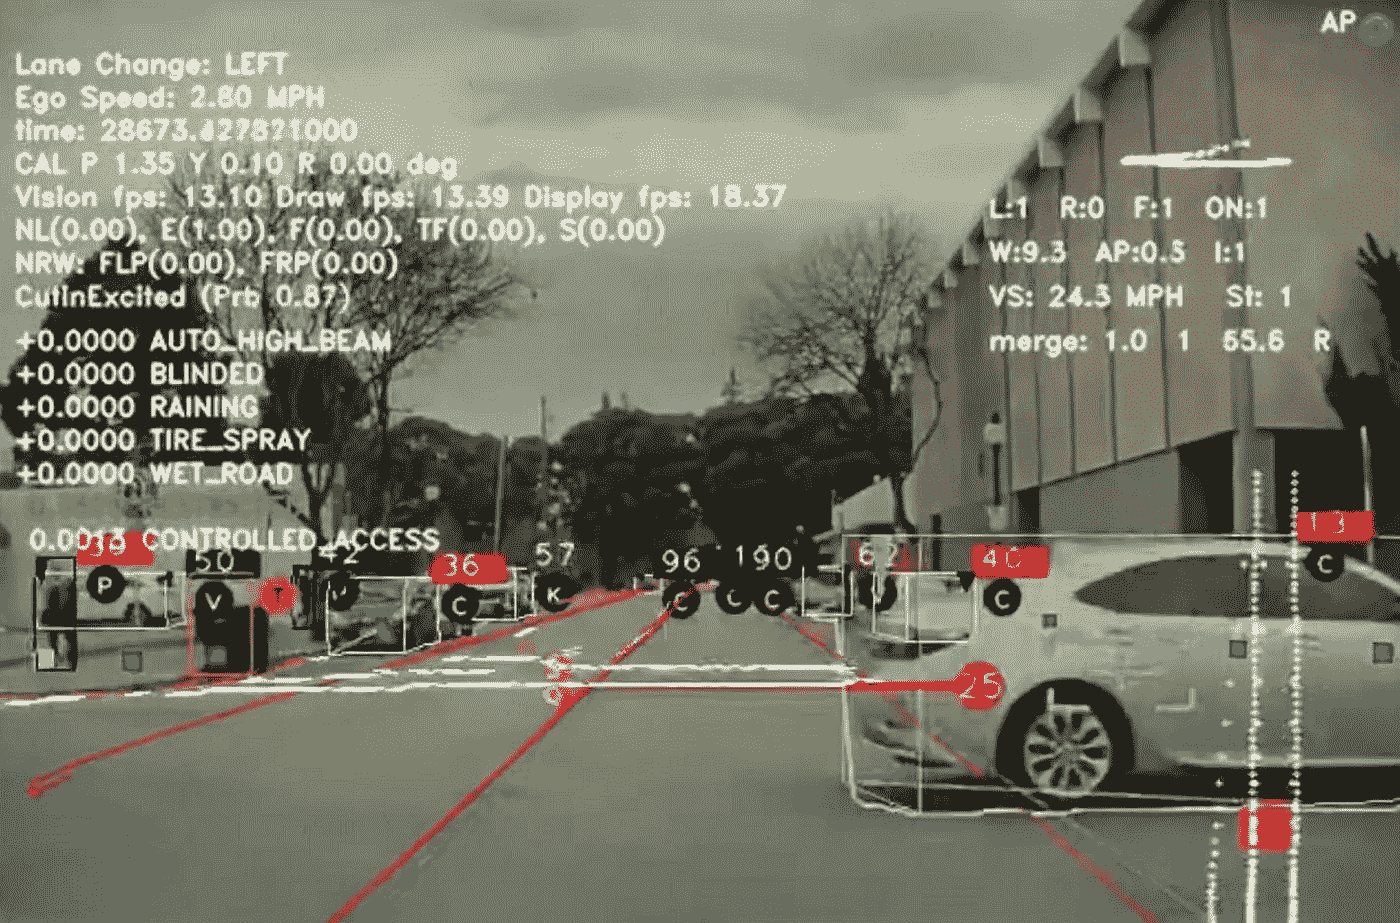 AP
Lane Change: LEFT
Ego Speed: 2.80 MPH
time: 28673.427871000
CAL P 1.35 Y 0.10 R 0.00 deg
Vision fps: 13.10 Draw fps: 13.39 Display fps: 18.37
NL(0.00), E(1.00), F(0.00), TF(0.00), S(0.00)
NRW: FLP(0.00), FRP(0.00)
CutinExcited (Prb 0.87)
+0.0000 AUTO_HIGH_BEAM
+0.0000 BLINDED
+0.0000 RAINING
+0.0000 TIRE_SPRAY
+0.0000 WET_ROAD
0.0013 CONTROLLED_ACCESS
L:1 R:0 F:1 ON:1
W:9.3 AP:0.5 I:1
VS: 24.3 MPH St: 1
merge: 1.0 1 55.6 R
50 42 36 57 96 190 62 40 13
P V T C K C C C C C
25